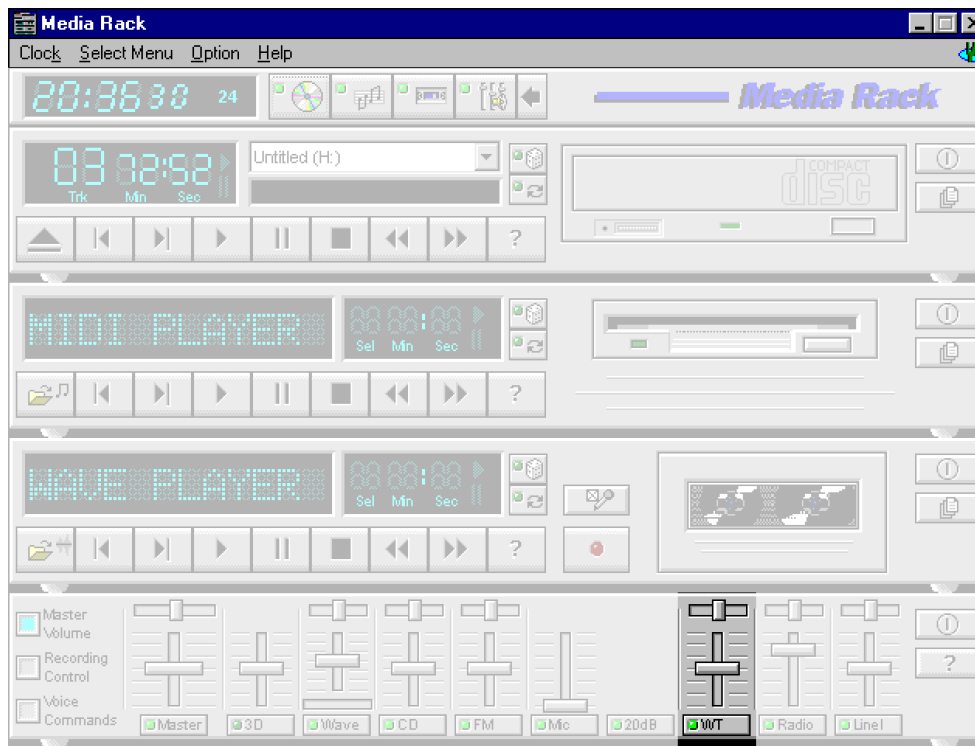 Media Rack
Clock Select Menu Option Help
20:36 30 24
Media Rack
03 02:52
Trk Min Sec
Untitled (H:)
COMPACT
disc
?
MIDI PLAYER
Sel Min Sec
?
WAVE PLAYER
Sel Min Sec
?
Master
Volume
Recording
Control
Voice
Commands
?
Master 3D Wave CD FM Mic 20dB WT Radio LineI